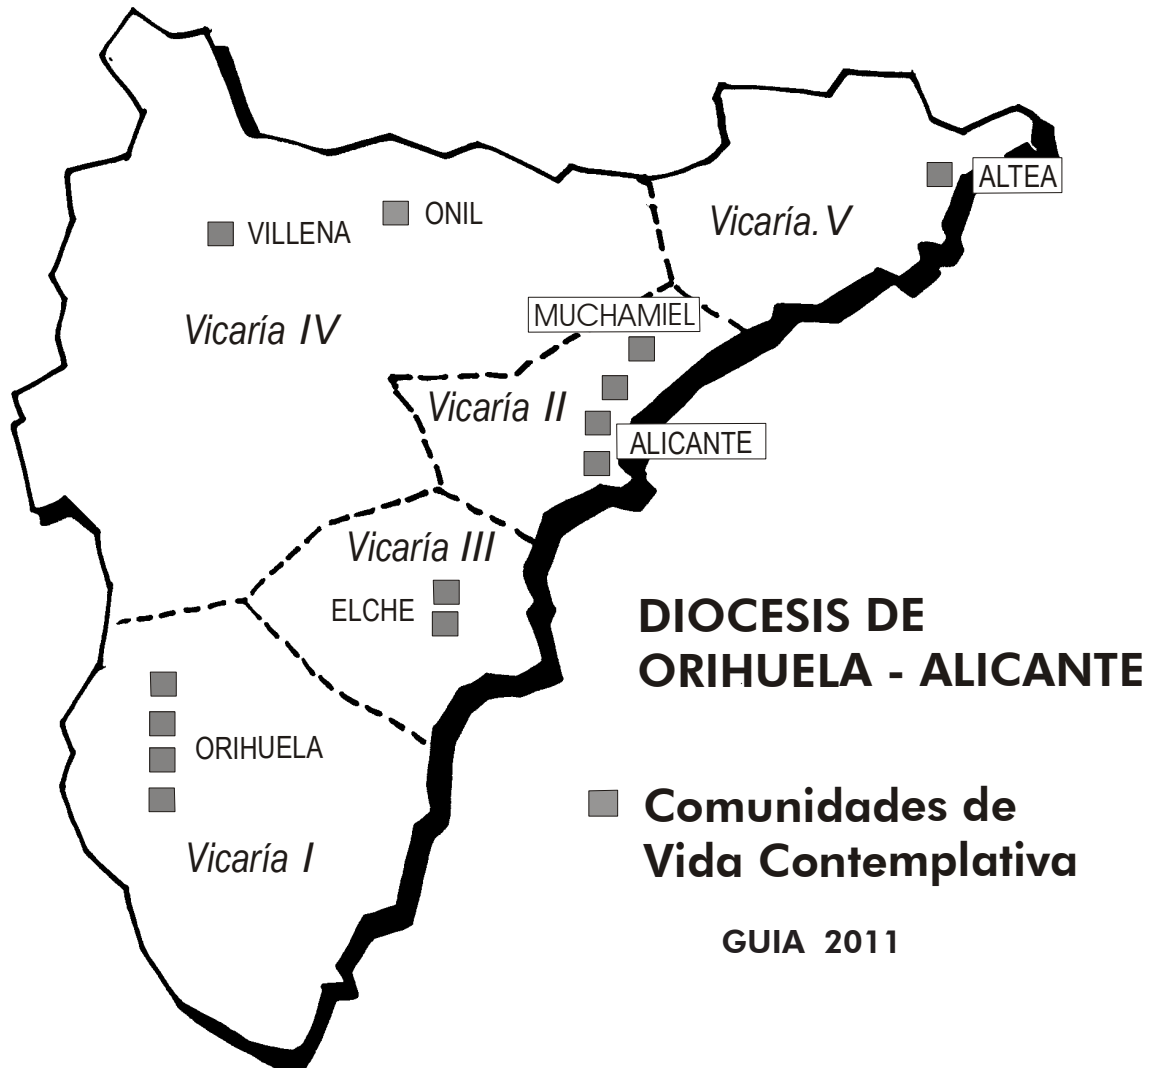 ALTEA
ONIL
VILLENA
Vicaría. V
MUCHAMIEL
Vicaría IV
Vicaría II
ALICANTE
Vicaría III
ELCHE
DIOCESIS DE
ORIHUELA - ALICANTE
ORIHUELA
Comunidades de
Vida Contemplativa
Vicaría I
GUIA 2011